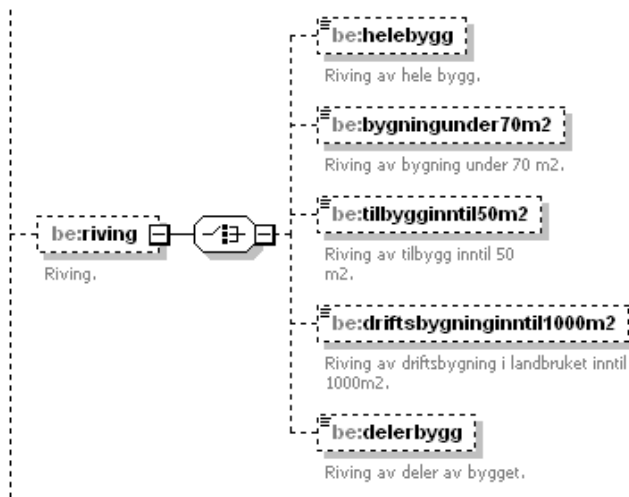 be:helebygg
Riving av hele bygg.
be:bygningunder70m2
Riving av bygning under 70 m2.
be:tilbygginntil50m2
Riving av tilbygg inntil 50
m2.
be:riving
Riving.
be:driftsbygninginntil1000m2
Riving av driftsbygning i landbruket inntil
1000m2.
be:delerbygg
Riving av deler av bygget.